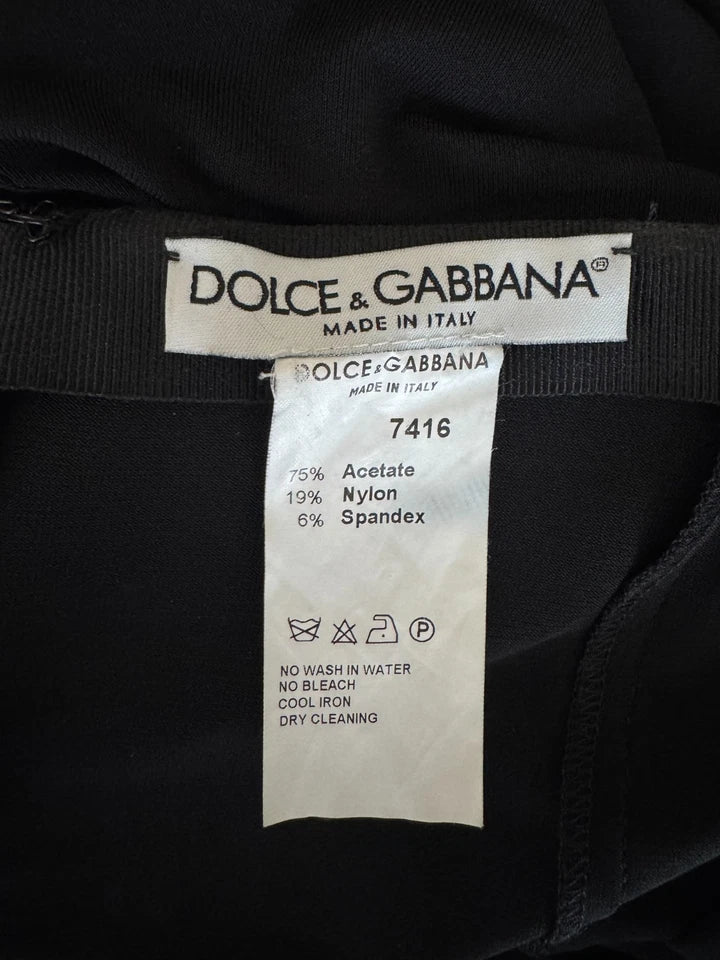 DOLCE & GABBANA®
MADE IN ITALY
DOLCE & GABBANA
MADE IN ITALY
7416
75% Acetate
19% Nylon
6% Spandex
P
NO WASH IN WATER
NO BLEACH
COOL IRON
DRY CLEANING